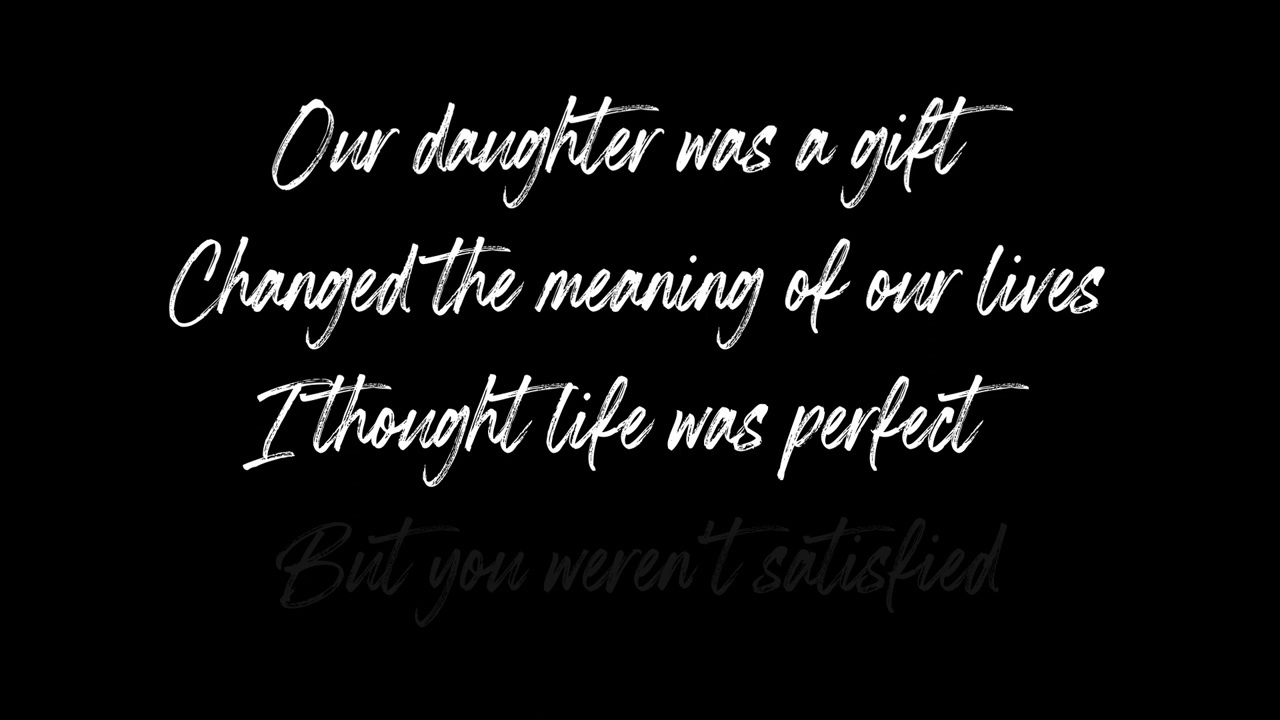 Our daughter was a gift
Changed the meaning of our lives
I thought life was perfect
But you weren't satisfied